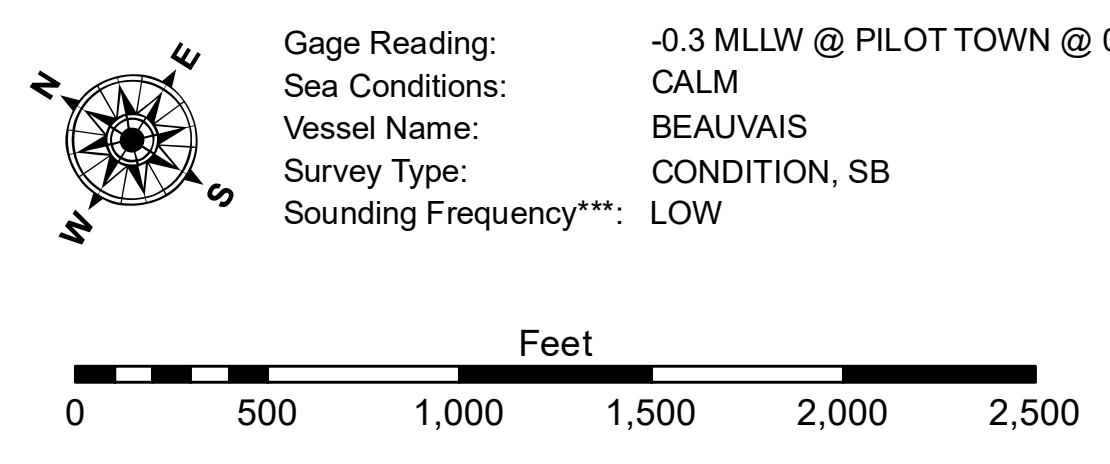 N
E
S
W
Gage Reading: -0.3 MLLW @ PILOT TOWN @
Sea Conditions: CALM
Vessel Name: BEAUVAIS
Survey Type: CONDITION, SB
Sounding Frequency***: LOW
Feet
0 500 1,000 1,500 2,000 2,500